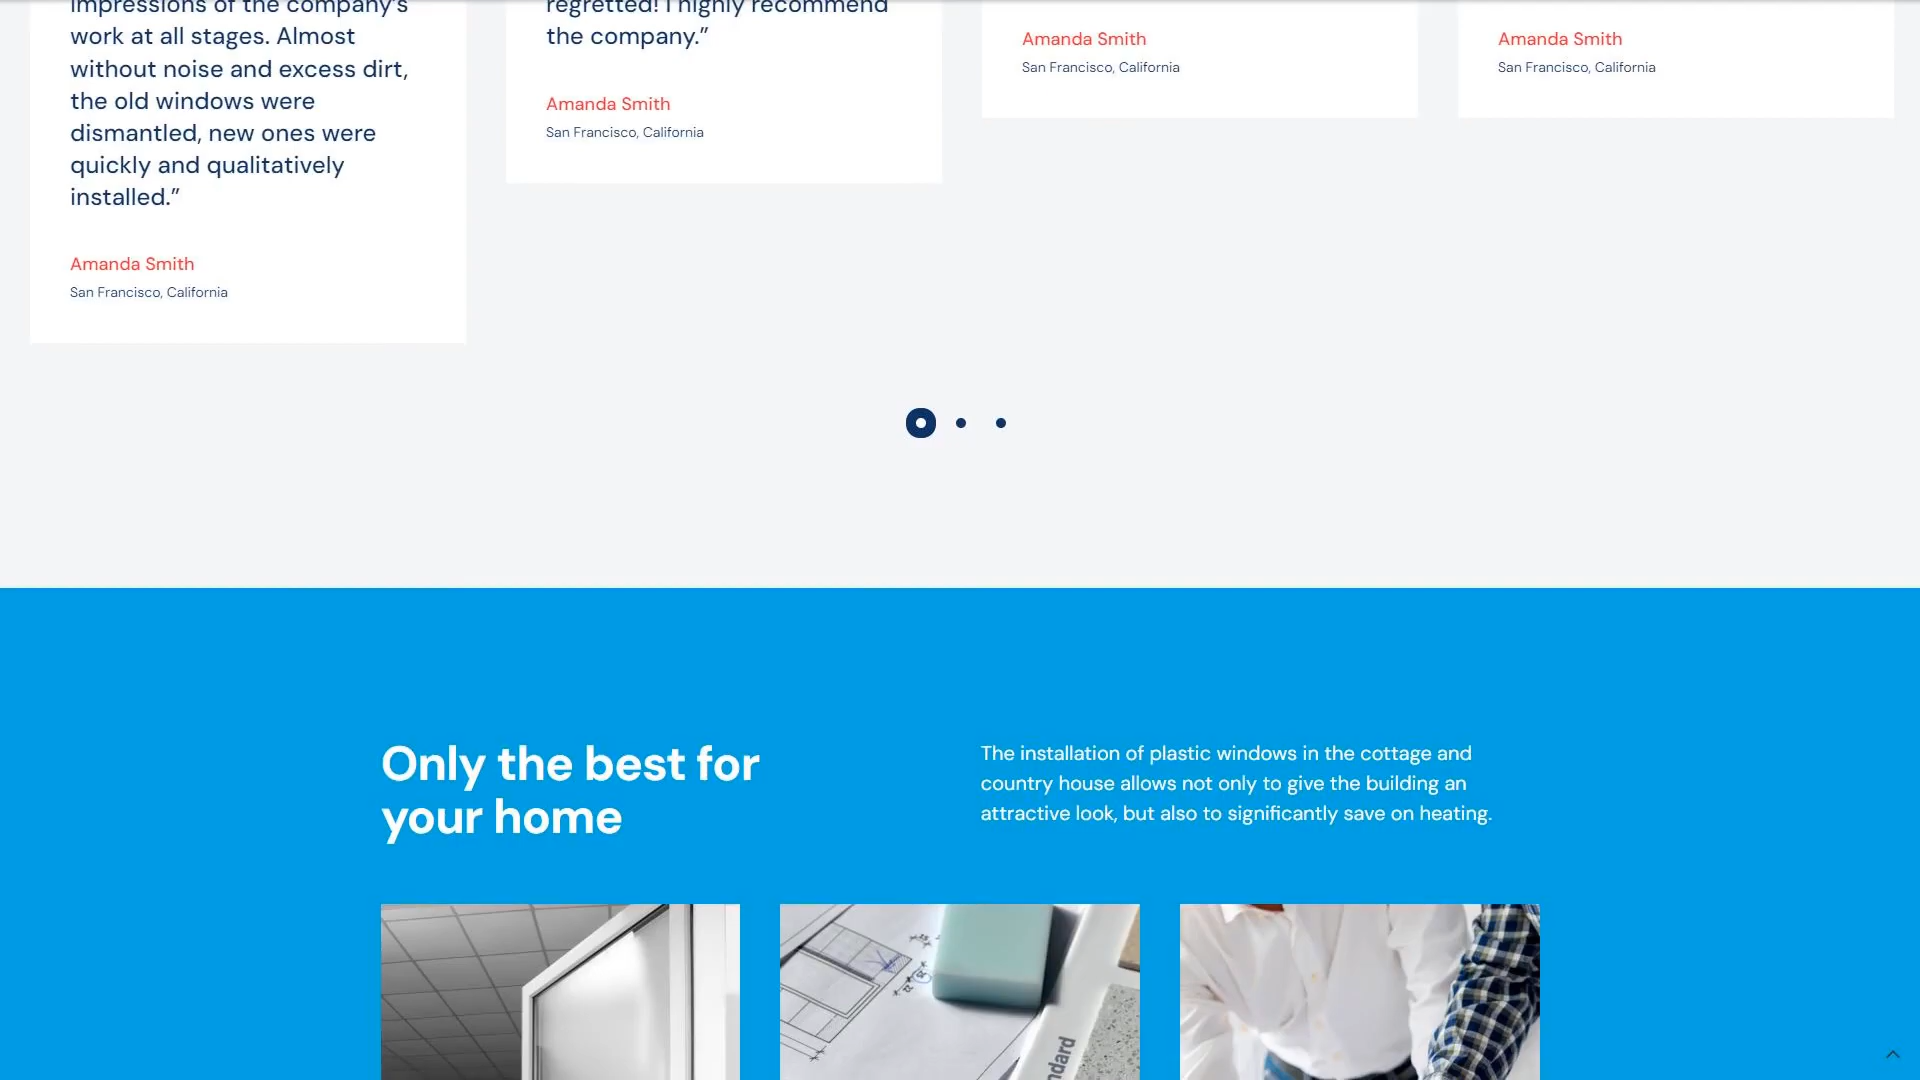 impressions of the company's
work at all stages. Almost
without noise and excess dirt,
the old windows were
dismantled, new ones were
quickly and qualitatively
installed.”
Amanda Smith
San Francisco, California
regretted! I highly recommend
the company.”
Amanda Smith
San Francisco, California
Amanda Smith
San Francisco, California
Amanda Smith
San Francisco, California
Only the best for
your home
The installation of plastic windows in the cottage and
country house allows not only to give the building an
attractive look, but also to significantly save on heating.
ndard